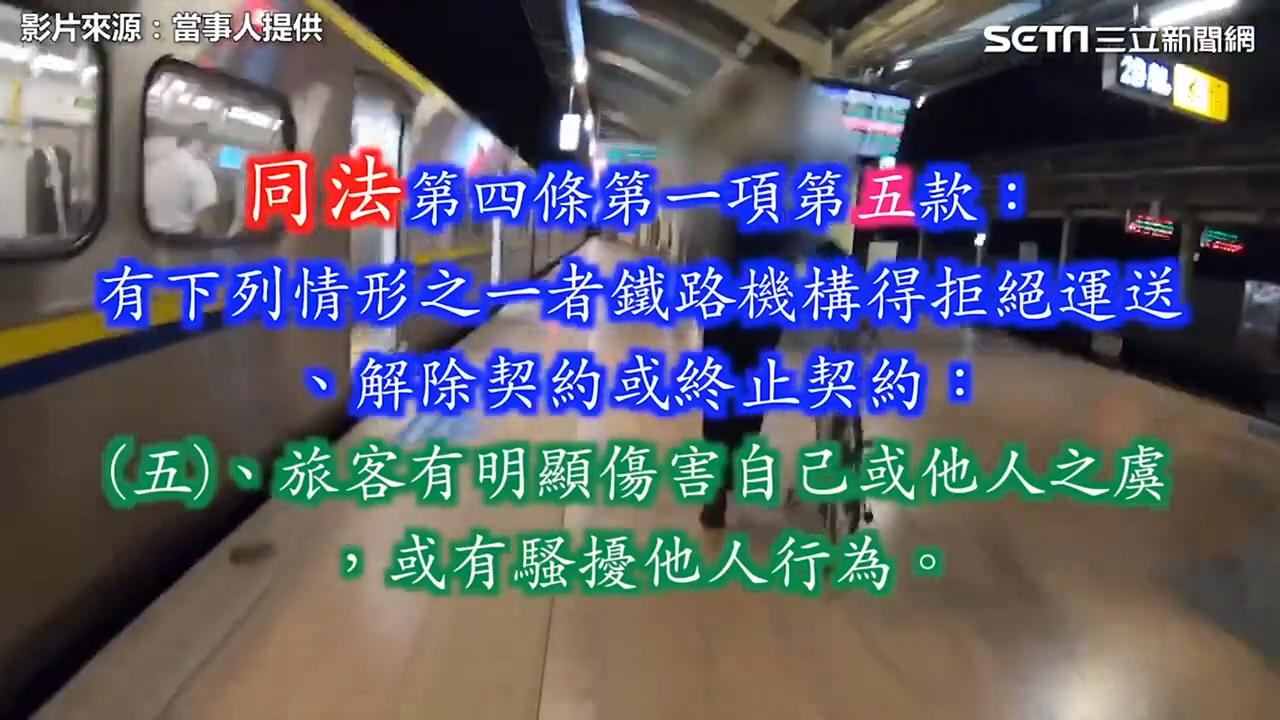 影片來源：當事人提供
SETN三立新聞網
同法第四條第一項第五款：
有下列情形之一者鐵路機構得拒絕運送
、解除契約或終止契約：
(五)、旅客有明顯傷害自己或他人之虞
，或有騷擾他人行為。